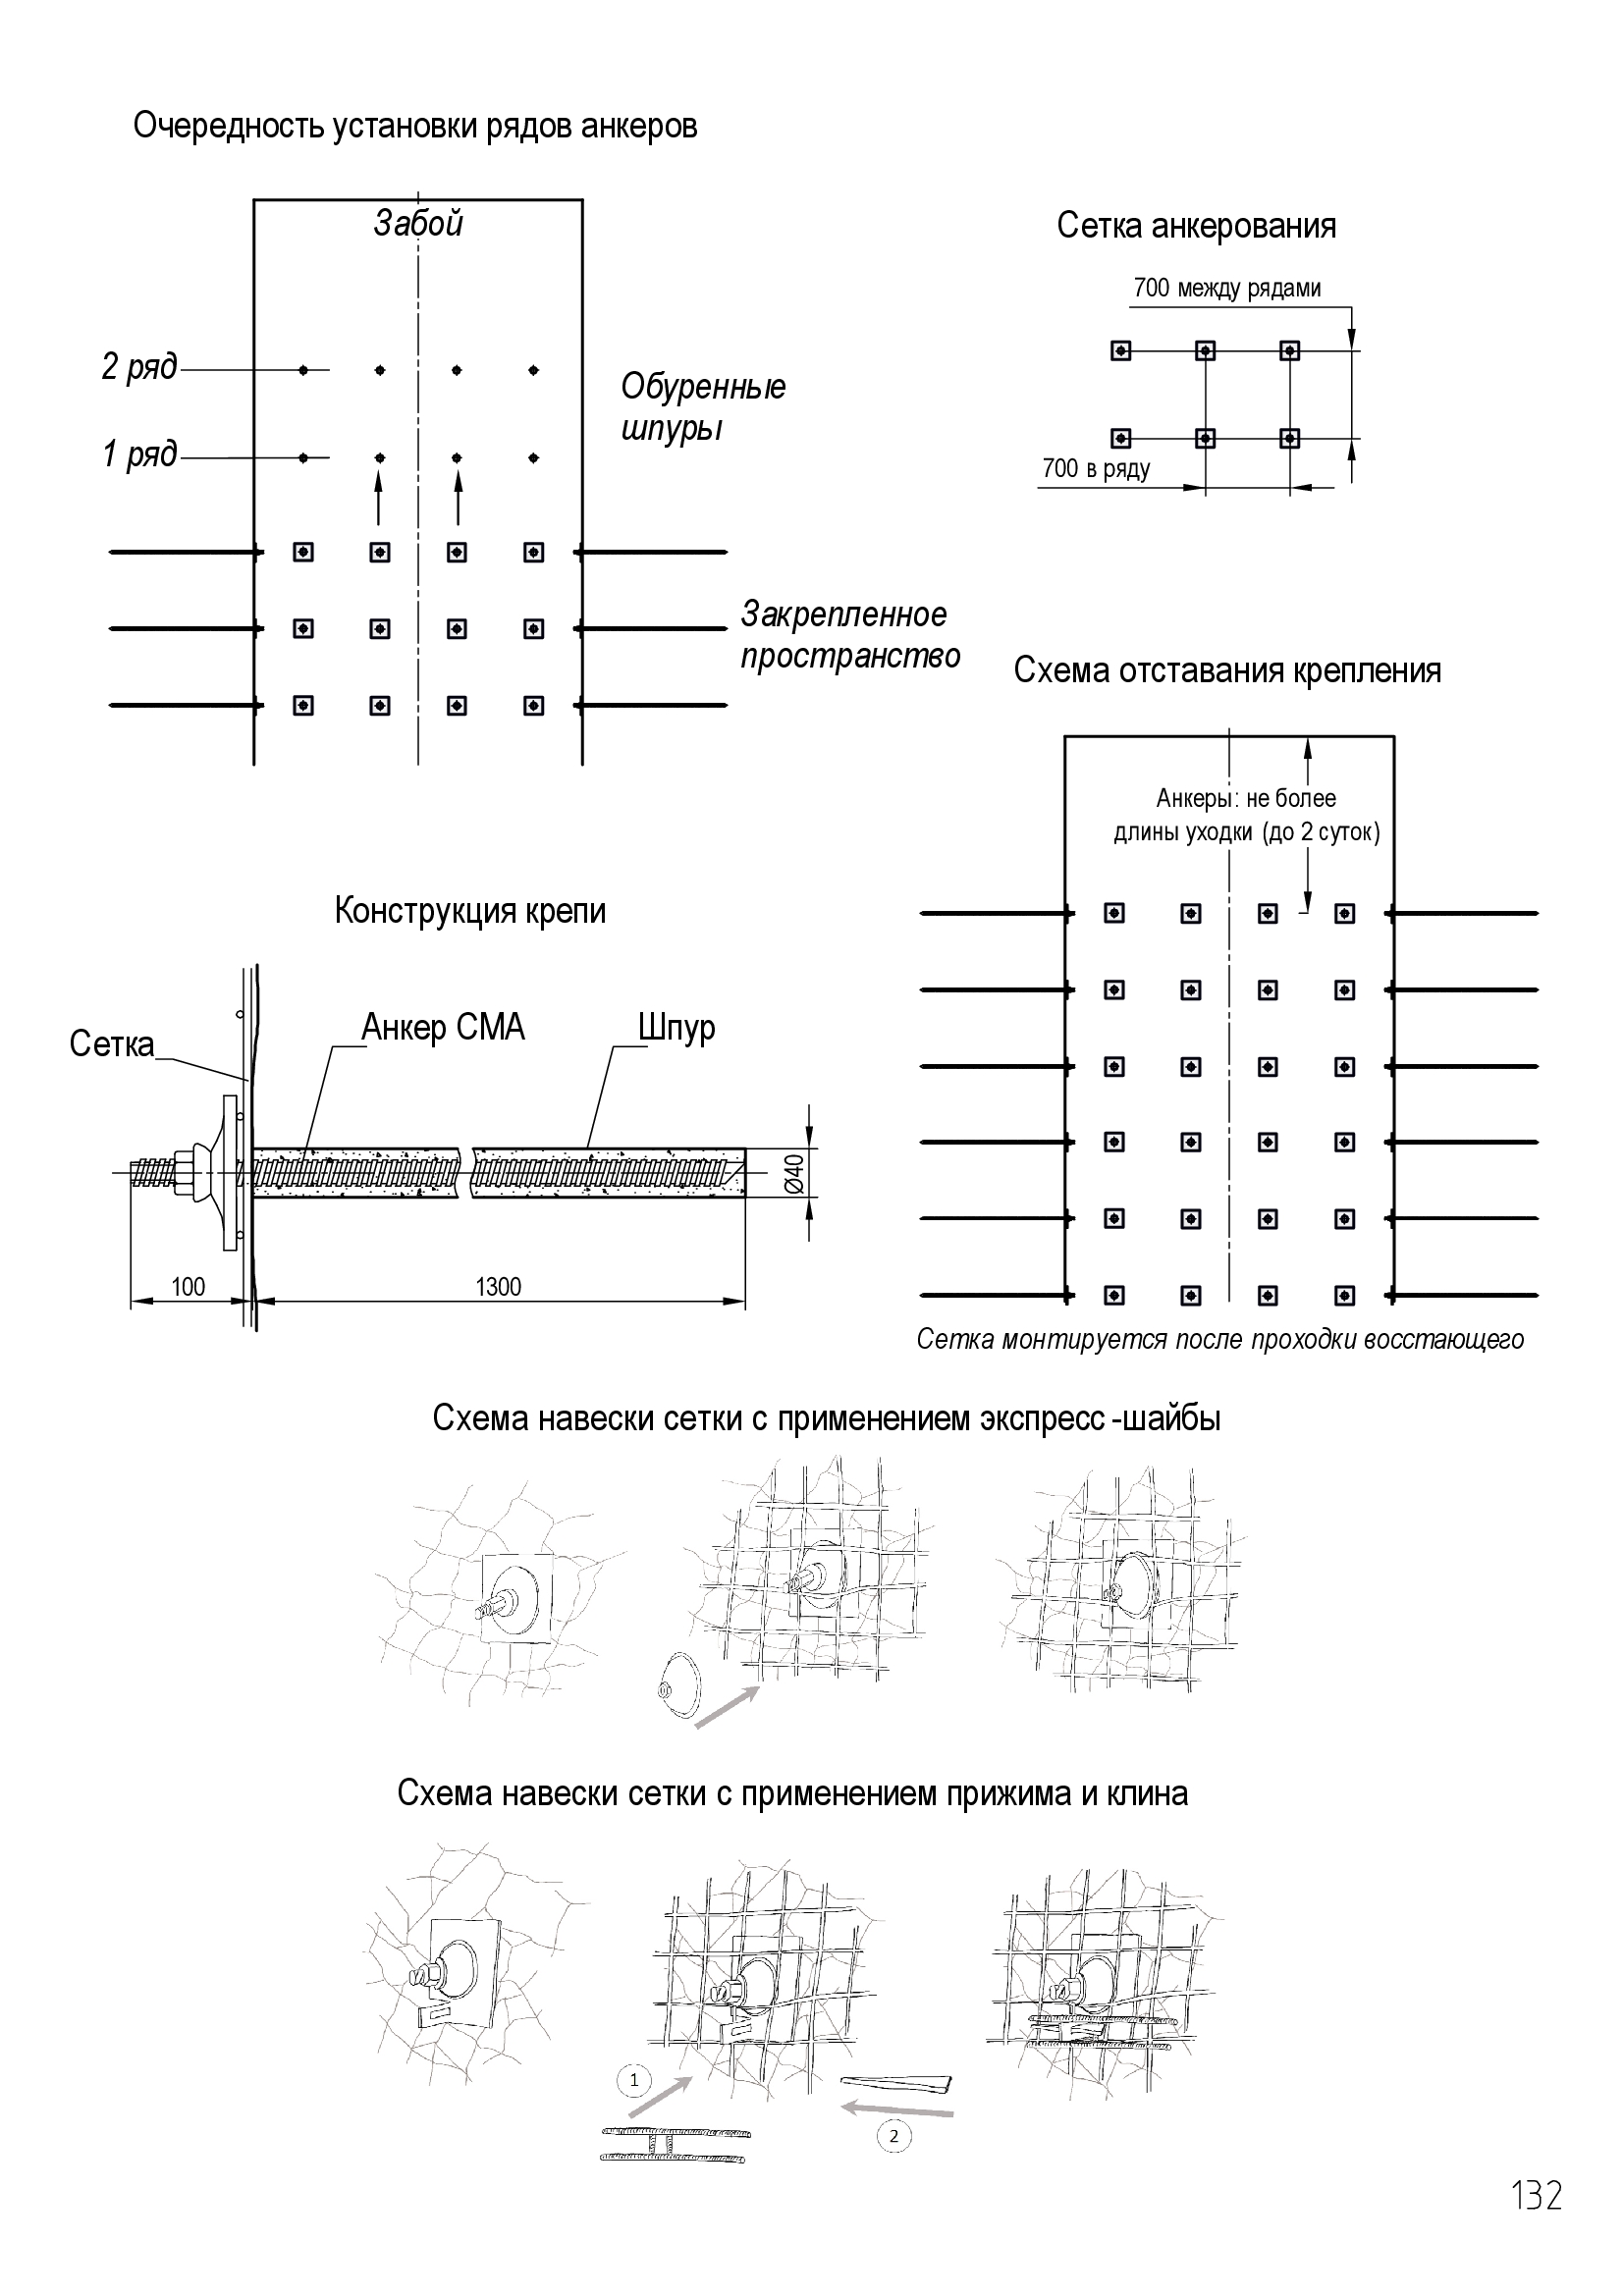 Очередность установки рядов анкеров
Забой
Сетка анкерования
700 между рядами
2 ряд
Обуренные
шпуры
1 ряд
700 в ряду
Закрепленное
пространство
Схема отставания крепления
Анкеры: не более
длины уходки (до 2 суток)
Конструкция крепи
Сетка
Анкер СМА
Шпур
Ø40
100
1300
Сетка монтируется после проходки восстающего
Схема навески сетки с применением экспресс-шайбы
Схема навески сетки с применением прижима и клина
1
2
132